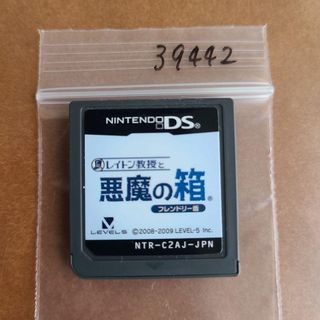 39442
NINTENDO DS
レイトン教授と
悪魔の箱
フレンドリー版
LEVEL5 ©2008-2009 LEVEL-5 Inc.
NTR-C2AJ-JPN